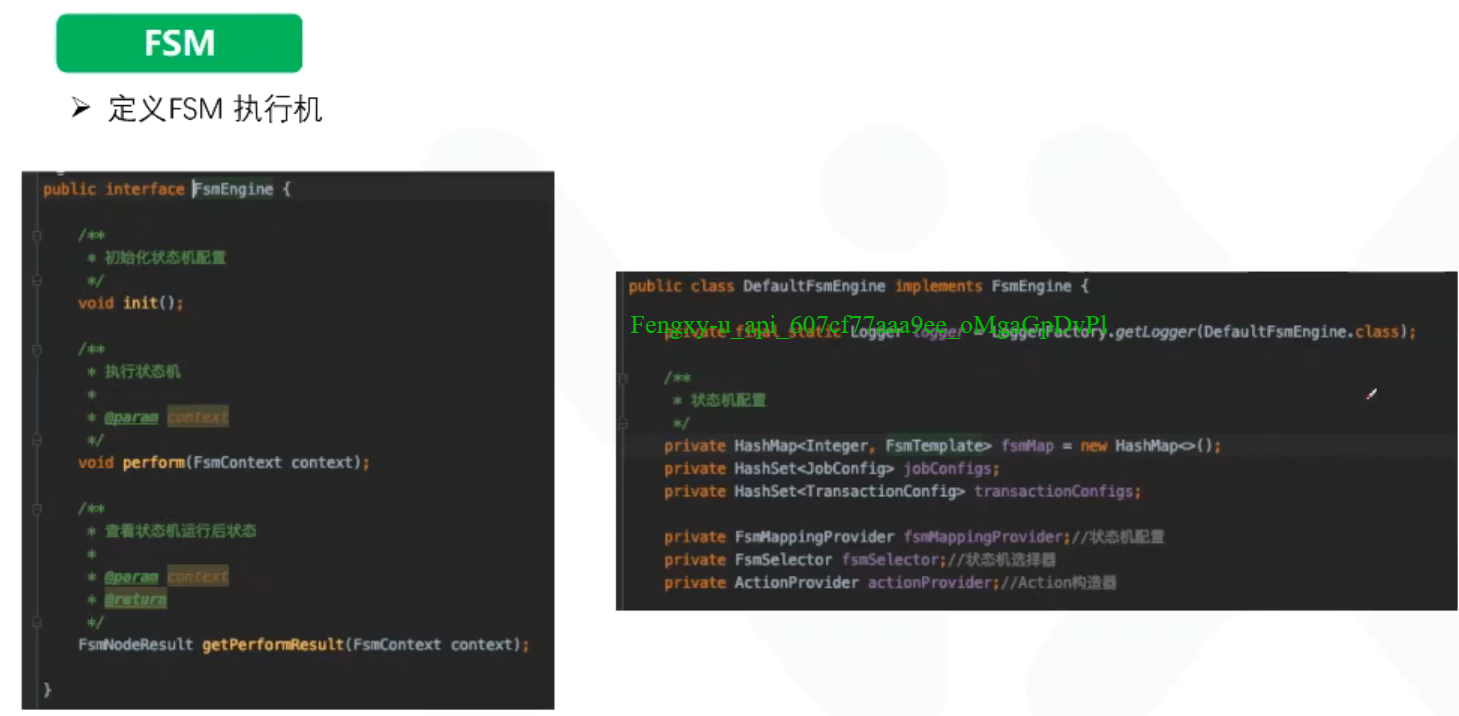 FSM
➢ 定义FSM 执行机
public interface FsmEngine {
/**
* 初始化状态机配置
*/
void init();
/**
* 执行状态机
*
* @param context
*/
void perform(FsmContext context);
/**
* 查看状态机运行后状态
*
* @param context
* @return
*/
FsmNodeResult getPerformResult(FsmContext context);
}
public class DefaultFsmEngine implements FsmEngine {
Fengxy-u_api_607cf77aaa9ee_oMgaGpDvPl
private final static Logger logger = LoggerFactory.getLogger(DefaultFsmEngine.class);
/**
* 状态机配置
*/
private HashMap<Integer, FsmTemplate> fsmMap = new HashMap<>();
private HashSet<JobConfig> jobConfigs;
private HashSet<TransactionConfig> transactionConfigs;
private FsmMappingProvider fsmMappingProvider;//状态机配置
private FsmSelector fsmSelector;//状态机选择器
private ActionProvider actionProvider;//Action构造器